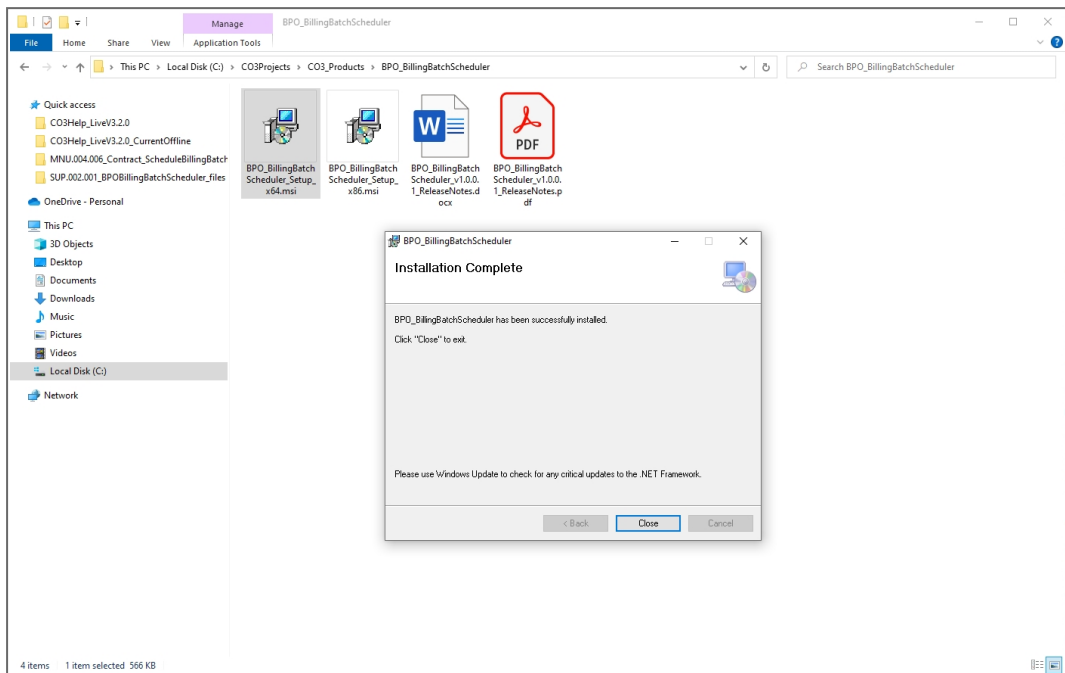 Manage
BPO_BillingBatchScheduler
File
Home
Share
View
Application Tools
This PC > Local Disk (C:) > CO3Projects > CO3_Products > BPO_BillingBatchScheduler
Search BPO_BillingBatchScheduler
Quick access
CO3Help_LiveV3.2.0
CO3Help_LiveV3.2.0_CurrentOffline
MNU.004.006_Contract_ScheduleBillingBatch
SUP.002.001_BPOBillingBatchScheduler_files
OneDrive - Personal
This PC
3D Objects
Desktop
Documents
Downloads
Music
Pictures
Videos
Local Disk (C:)
Network
BPO_BillingBatch
Scheduler_Setup_
x64.msi
BPO_BillingBatch
Scheduler_Setup_
x86.msi
W
BPO_BillingBatch
Scheduler_v1.0.0.
1_ReleaseNotes.d
ocx
PDF
BPO_BillingBatch
Scheduler_v1.0.0.
1_ReleaseNotes.p
df
BPO_BillingBatchScheduler
Installation Complete
BPO_BillingBatchScheduler has been successfully installed.
Click "Close" to exit.
Please use Windows Update to check for any critical updates to the .NET Framework.
< Back
Close
Cancel
4 items
1 item selected 566 KB